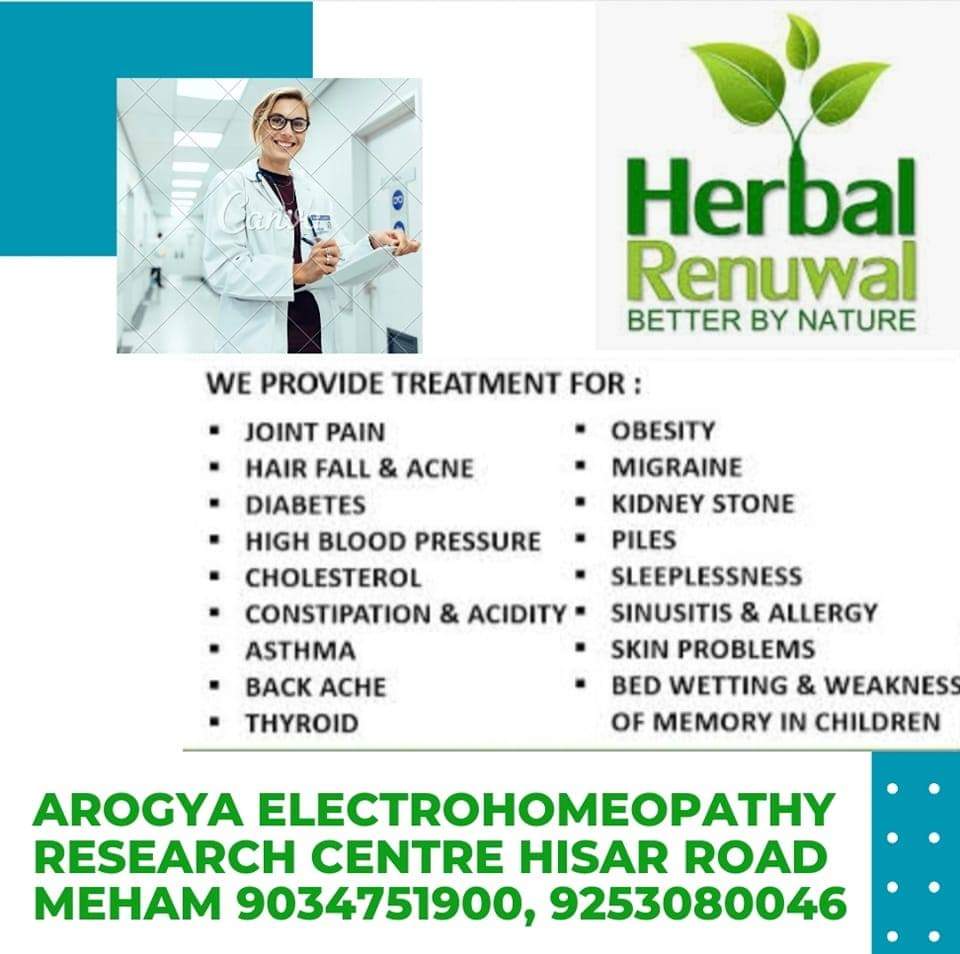 Canva
Herbal
Renuwal
BETTER BY NATURE
WE PROVIDE TREATMENT FOR :
▪ JOINT PAIN
▪ HAIR FALL & ACNE
▪ DIABETES
▪ HIGH BLOOD PRESSURE
▪ CHOLESTEROL
▪ CONSTIPATION & ACIDITY
▪ ASTHMA
▪ BACK ACHE
▪ THYROID
▪ OBESITY
▪ MIGRAINE
▪ KIDNEY STONE
▪ PILES
▪ SLEEPLESSNESS
▪ SINUSITIS & ALLERGY
▪ SKIN PROBLEMS
▪ BED WETTING & WEAKNESS
OF MEMORY IN CHILDREN
AROGYA ELECTROHOMEOPATHY
RESEARCH CENTRE HISAR ROAD
MEHAM 9034751900, 9253080046